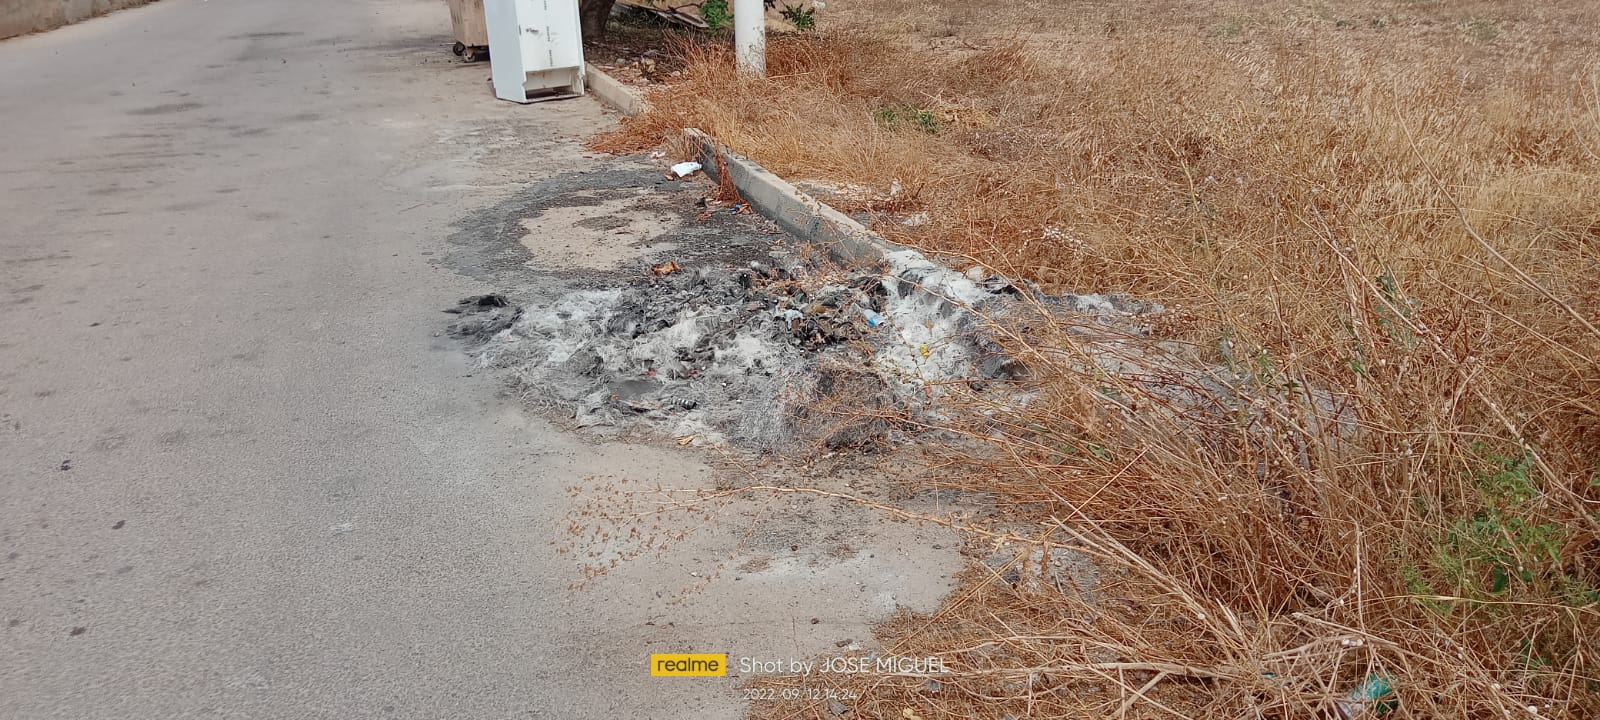 realme Shot by JOSE MIGUEL
2022. 09. 12 14:24